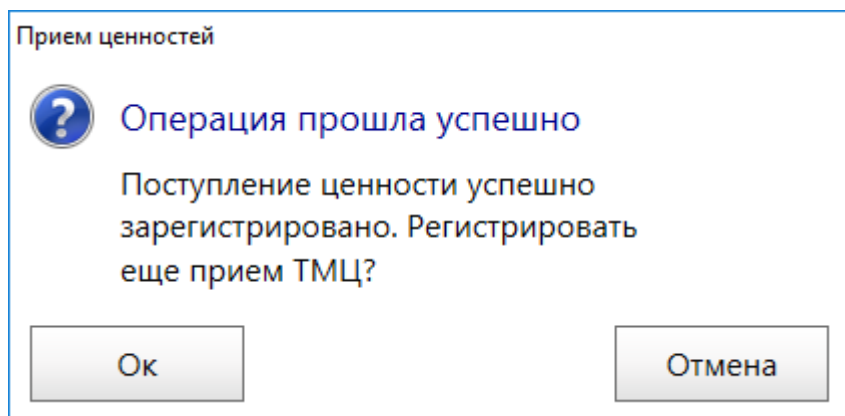 Прием ценностей
Операция прошла успешно
Поступление ценности успешно
зарегистрировано. Регистрировать
еще прием ТМЦ?
Ок
Отмена